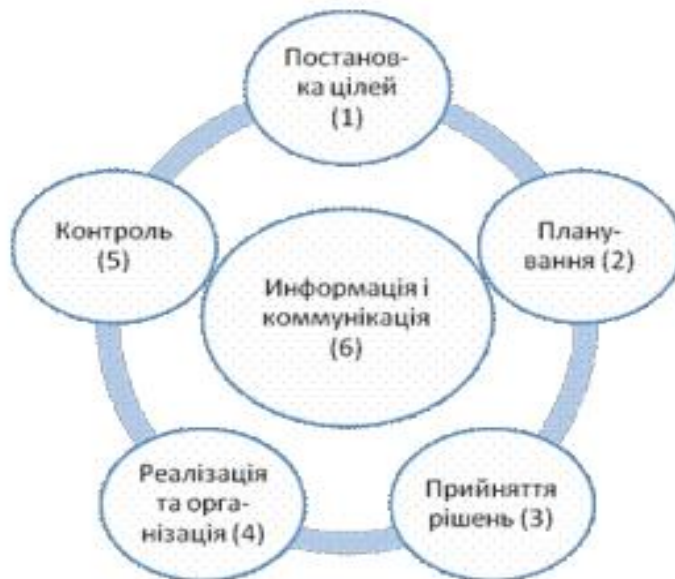 Постанов-
ка цілей
(1)
Плану-
вання (2)
Прийняття
рішень (3)
Реалізація
та орга-
нізація (4)
Контроль
(5)
Информація і
коммунікація
(6)